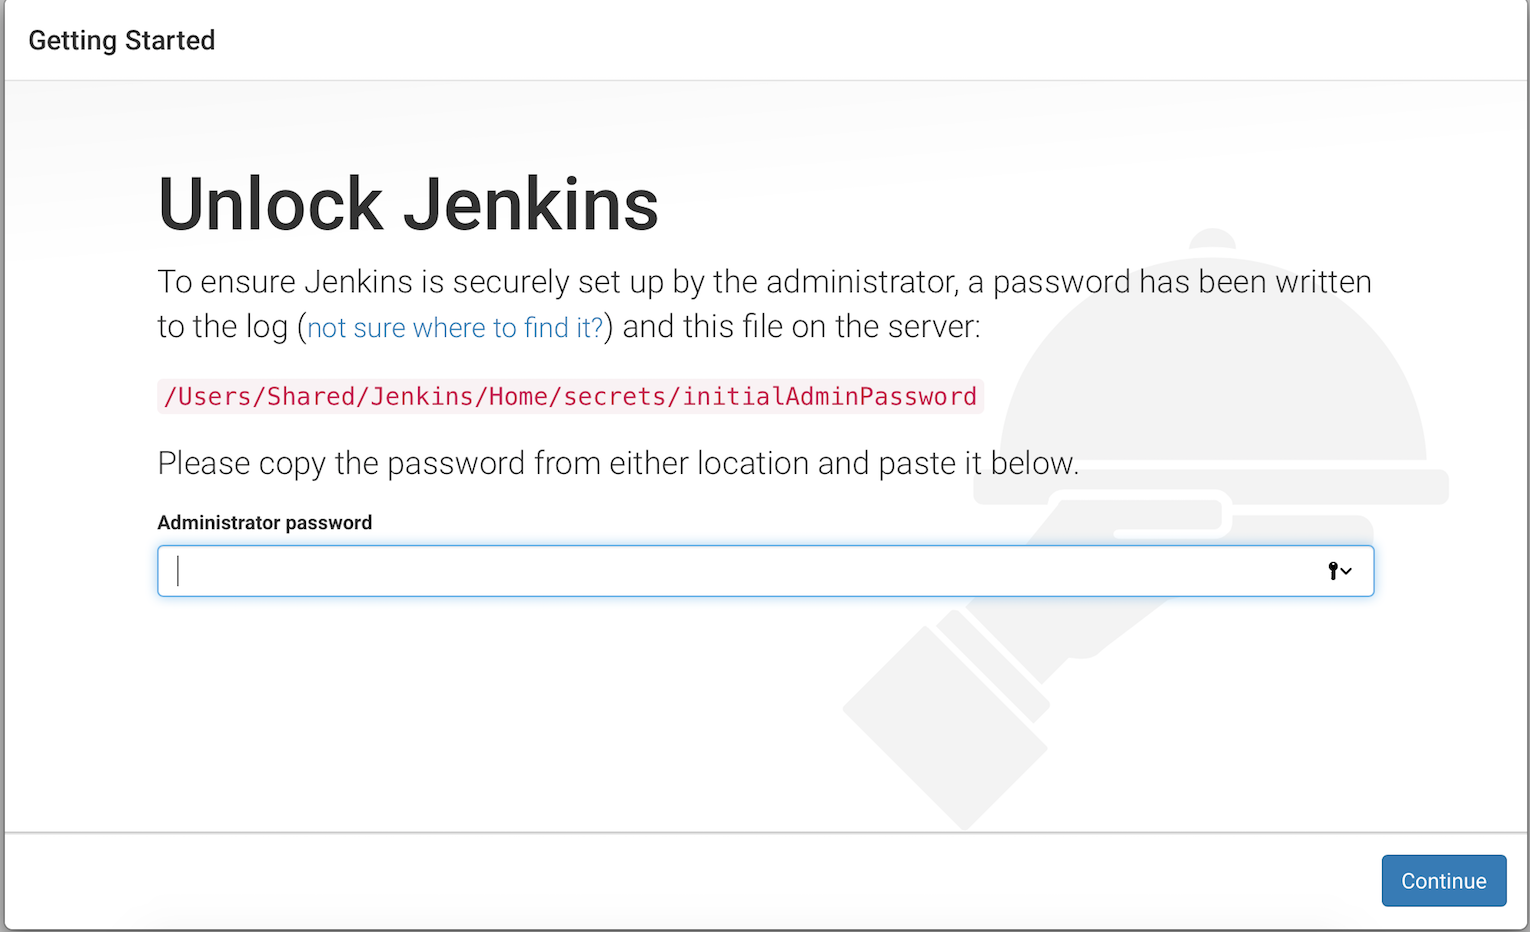 Getting Started
Unlock Jenkins
To ensure Jenkins is securely set up by the administrator, a password has been written
to the log (not sure where to find it?) and this file on the server:
/Users/Shared/Jenkins/Home/secrets/initialAdminPassword
Please copy the password from either location and paste it below.
Administrator password
Continue